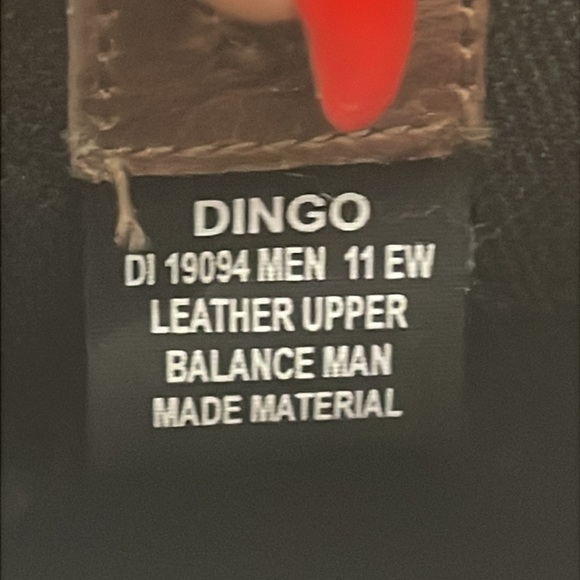 DINGO
DI 19094 MEN 11 EW
LEATHER UPPER
BALANCE MAN
MADE MATERIAL